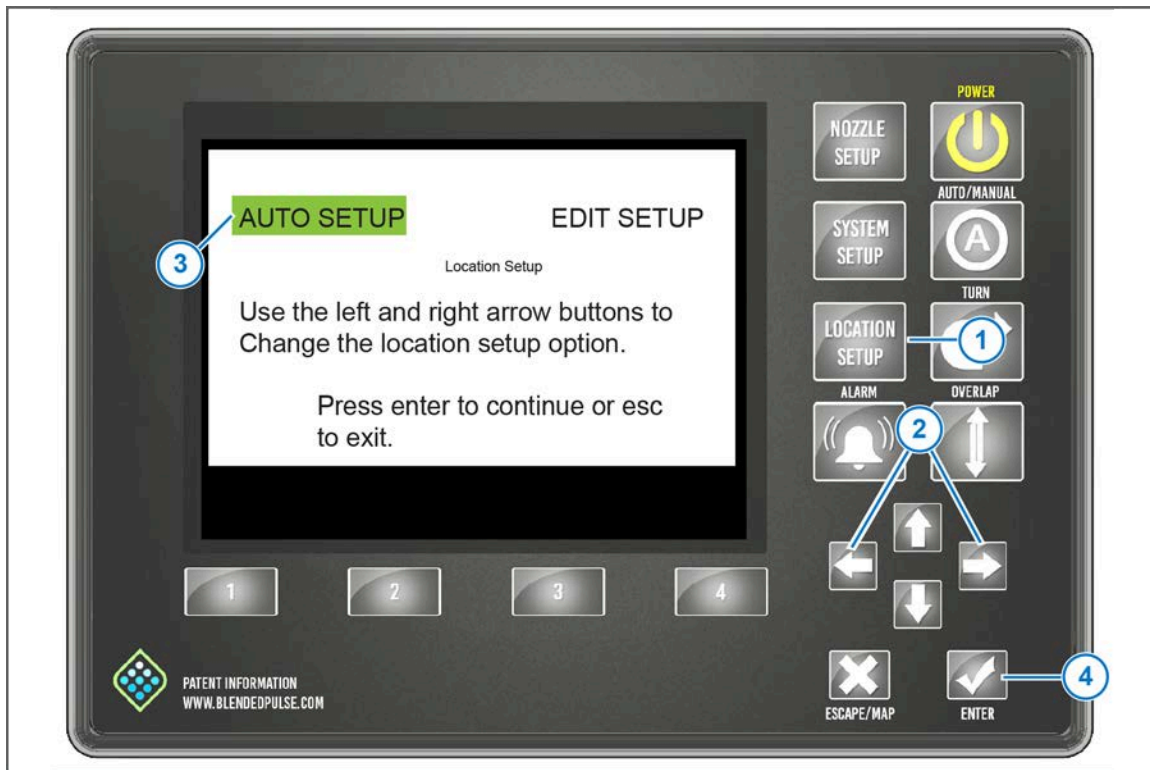 POWER
NOZZLE
SETUP
AUTO/MANUAL
SYSTEM
SETUP
A
TURN
LOCATION
SETUP
1
ALARM
OVERLAP
2
AUTO SETUP
EDIT SETUP
3
Location Setup
Use the left and right arrow buttons to
Change the location setup option.
Press enter to continue or esc
to exit.
1
2
3
4
PATENT INFORMATION
WWW.BLENDEDPULSE.COM
ESCAPE/MAP
ENTER
4